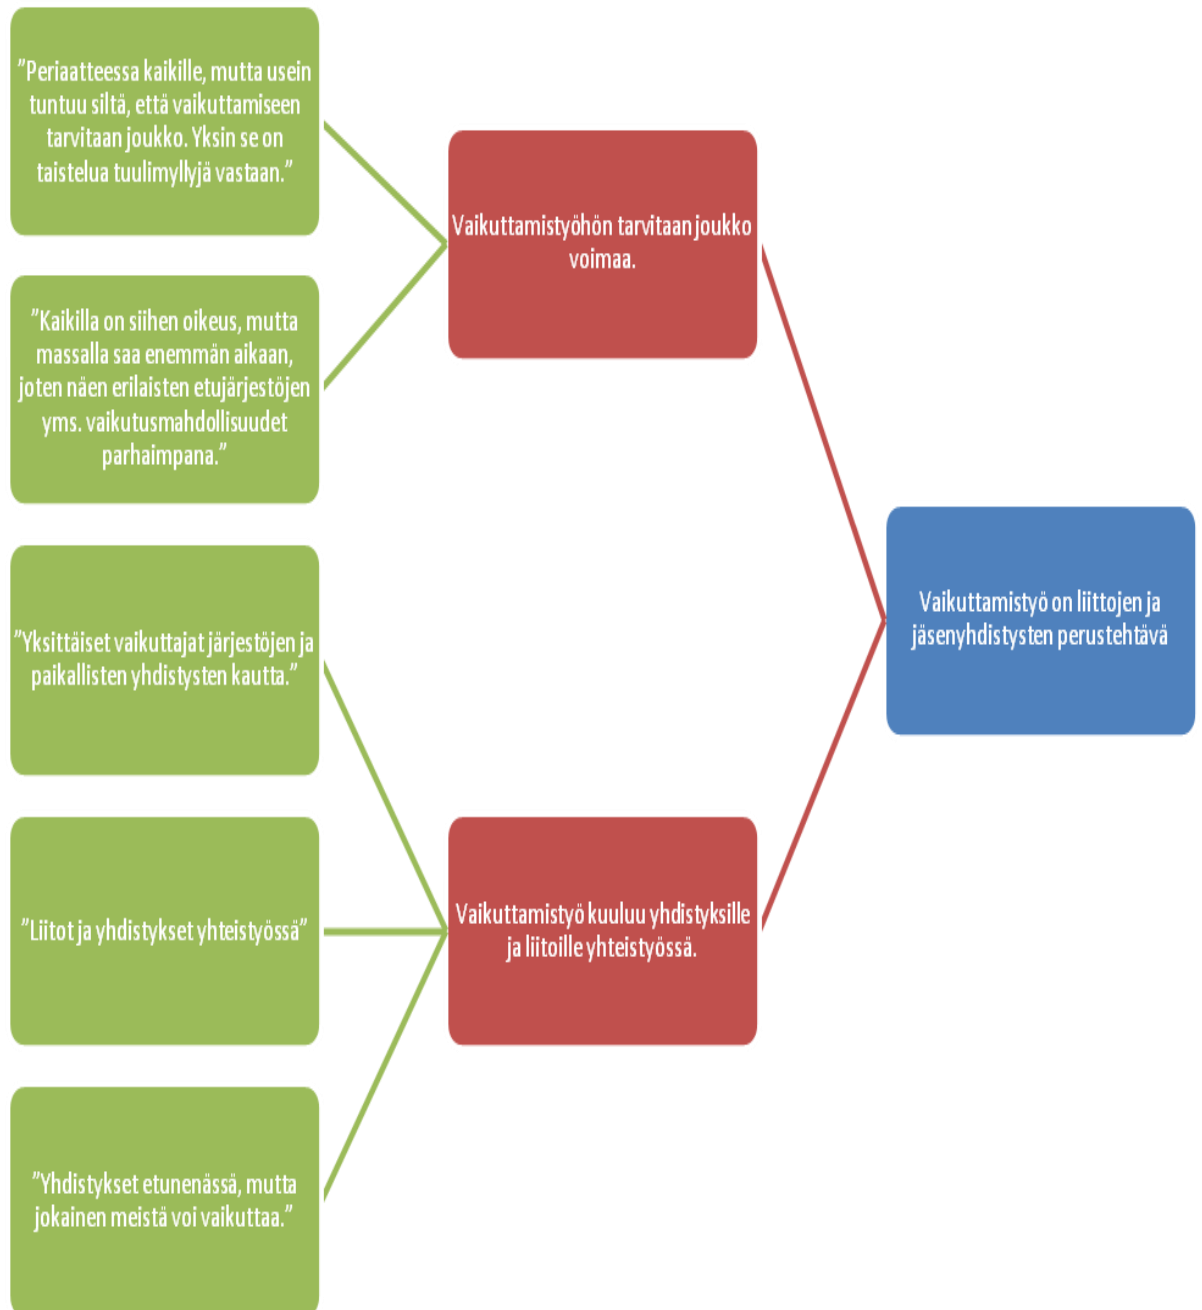 ”Periaatteessa kaikille, mutta usein
tuntuu siltä, että vaikuttamiseen
tarvitaan joukko. Yksin se on
taistelua tuulimyllyjä vastaan.”
”Kaikilla on siihen oikeus, mutta
massalla saa enemmän aikaan,
joten näen erilaisten etujärjestöjen
yms. vaikutusmahdollisuudet
parhaimpana.”
”Yksittäiset vaikuttajat järjestöjen ja
paikallisten yhdistysten kautta.”
”Liitot ja yhdistykset yhteistyössä”
”Yhdistykset etunenässä, mutta
jokainen meistä voi vaikuttaa.”
Vaikuttamistyöhön tarvitaan joukko
voimaa.
Vaikuttamistyö kuuluu yhdistyksille
ja liitoille yhteistyössä.
Vaikuttamistyö on liittojen ja
jäsenyhdistysten perustehtävä